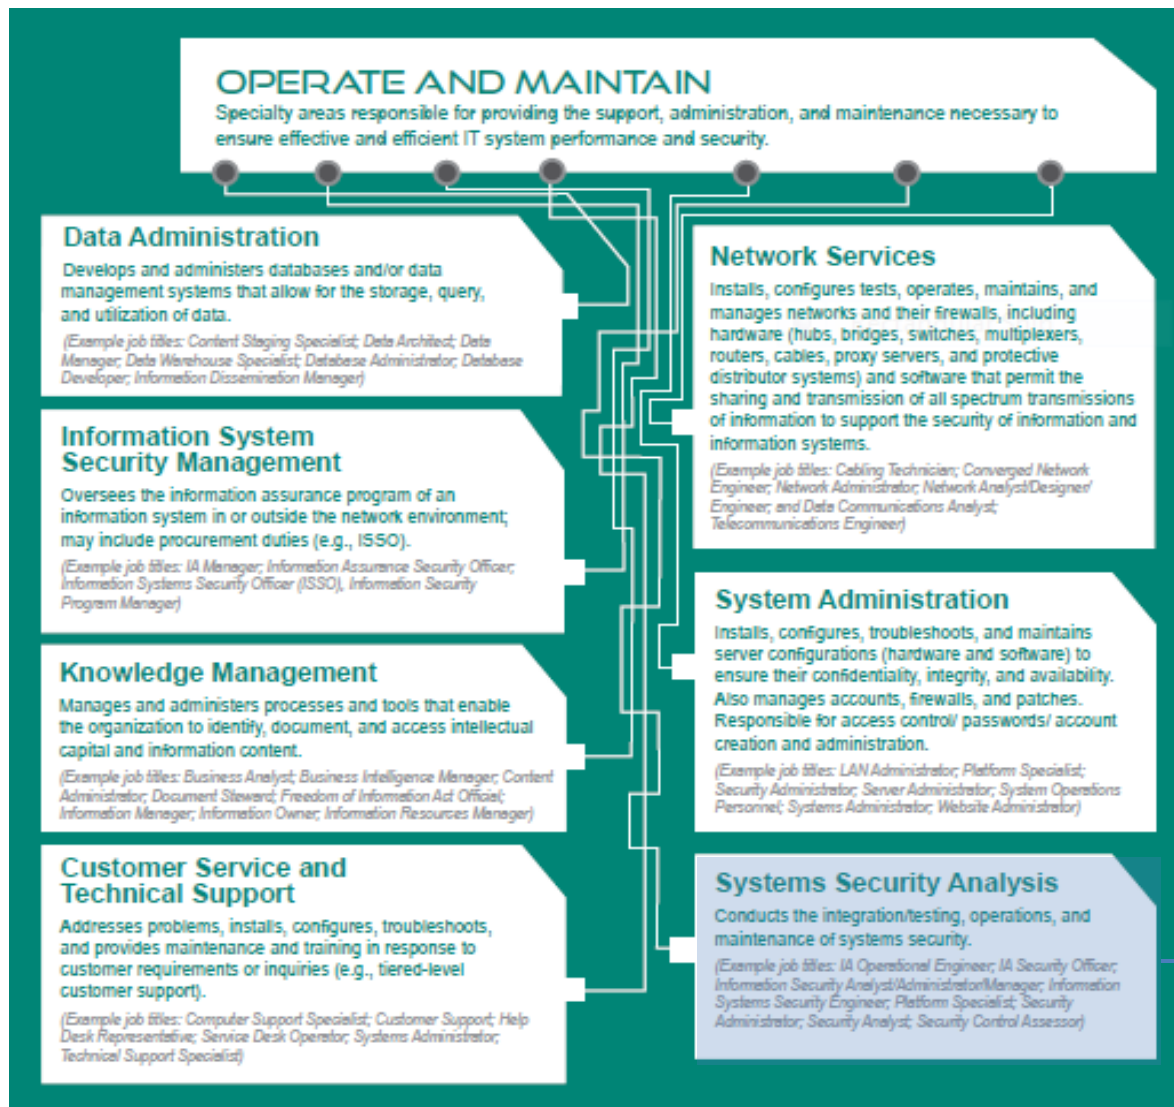 OPERATE AND MAINTAIN
Specialty areas responsible for providing the support, administration, and maintenance necessary to
ensure effective and efficient IT system performance and security.
Data Administration
Develops and administers databases and/or data
management systems that allow for the storage, query,
and utilization of data.
(Example job titles: Content Staging Specialist; Data Architect; Data
Manager; Data Warehouse Specialist; Database Administrator; Database
Developer; Information Dissemination Manager)
Information System
Security Management
Oversees the information assurance program of an
information system in or outside the network environment;
may include procurement duties (e.g., ISSO).
(Example job titles: IA Manager; Information Assurance Security Officer;
Information Systems Security Officer (ISSO), Information Security
Program Manager)
Knowledge Management
Manages and administers processes and tools that enable
the organization to identify, document, and access intellectual
capital and information content.
(Example job titles: Business Analyst; Business Intelligence Manager; Content
Administrator; Document Steward; Freedom of Information Act Official;
Information Manager; Information Owner; Information Resources Manager)
Customer Service and
Technical Support
Addresses problems, installs, configures, troubleshoots,
and provides maintenance and training in response to
customer requirements or inquiries (e.g., tiered-level
customer support).
(Example job titles: Computer Support Specialist; Customer Support; Help
Desk Representative; Service Desk Operator; Systems Administrator;
Technical Support Specialist)
Network Services
Installs, configures tests, operates, maintains, and
manages networks and their firewalls, including
hardware (hubs, bridges, switches, multiplexers,
routers, cables, proxy servers, and protective
distributor systems) and software that permit the
sharing and transmission of all spectrum transmissions
of information to support the security of information and
information systems.
(Example job titles: Cabling Technician; Converged Network
Engineer; Network Administrator; Network Analyst/Designer/
Engineer; and Data Communications Analyst;
Telecommunications Engineer)
System Administration
Installs, configures, troubleshoots, and maintains
server configurations (hardware and software) to
ensure their confidentiality, integrity, and availability.
Also manages accounts, firewalls, and patches.
Responsible for access control/ passwords/ account
creation and administration.
(Example job titles: LAN Administrator; Platform Specialist;
Security Administrator; Server Administrator; System Operations
Personnel; Systems Administrator; Website Administrator)
Systems Security Analysis
Conducts the integration/testing, operations, and
maintenance of systems security.
(Example job titles: IA Operational Engineer; IA Security Officer;
Information Security Analyst/Administrator/Manager; Information
Systems Security Engineer; Platform Specialist; Security
Administrator; Security Analyst; Security Control Assessor)